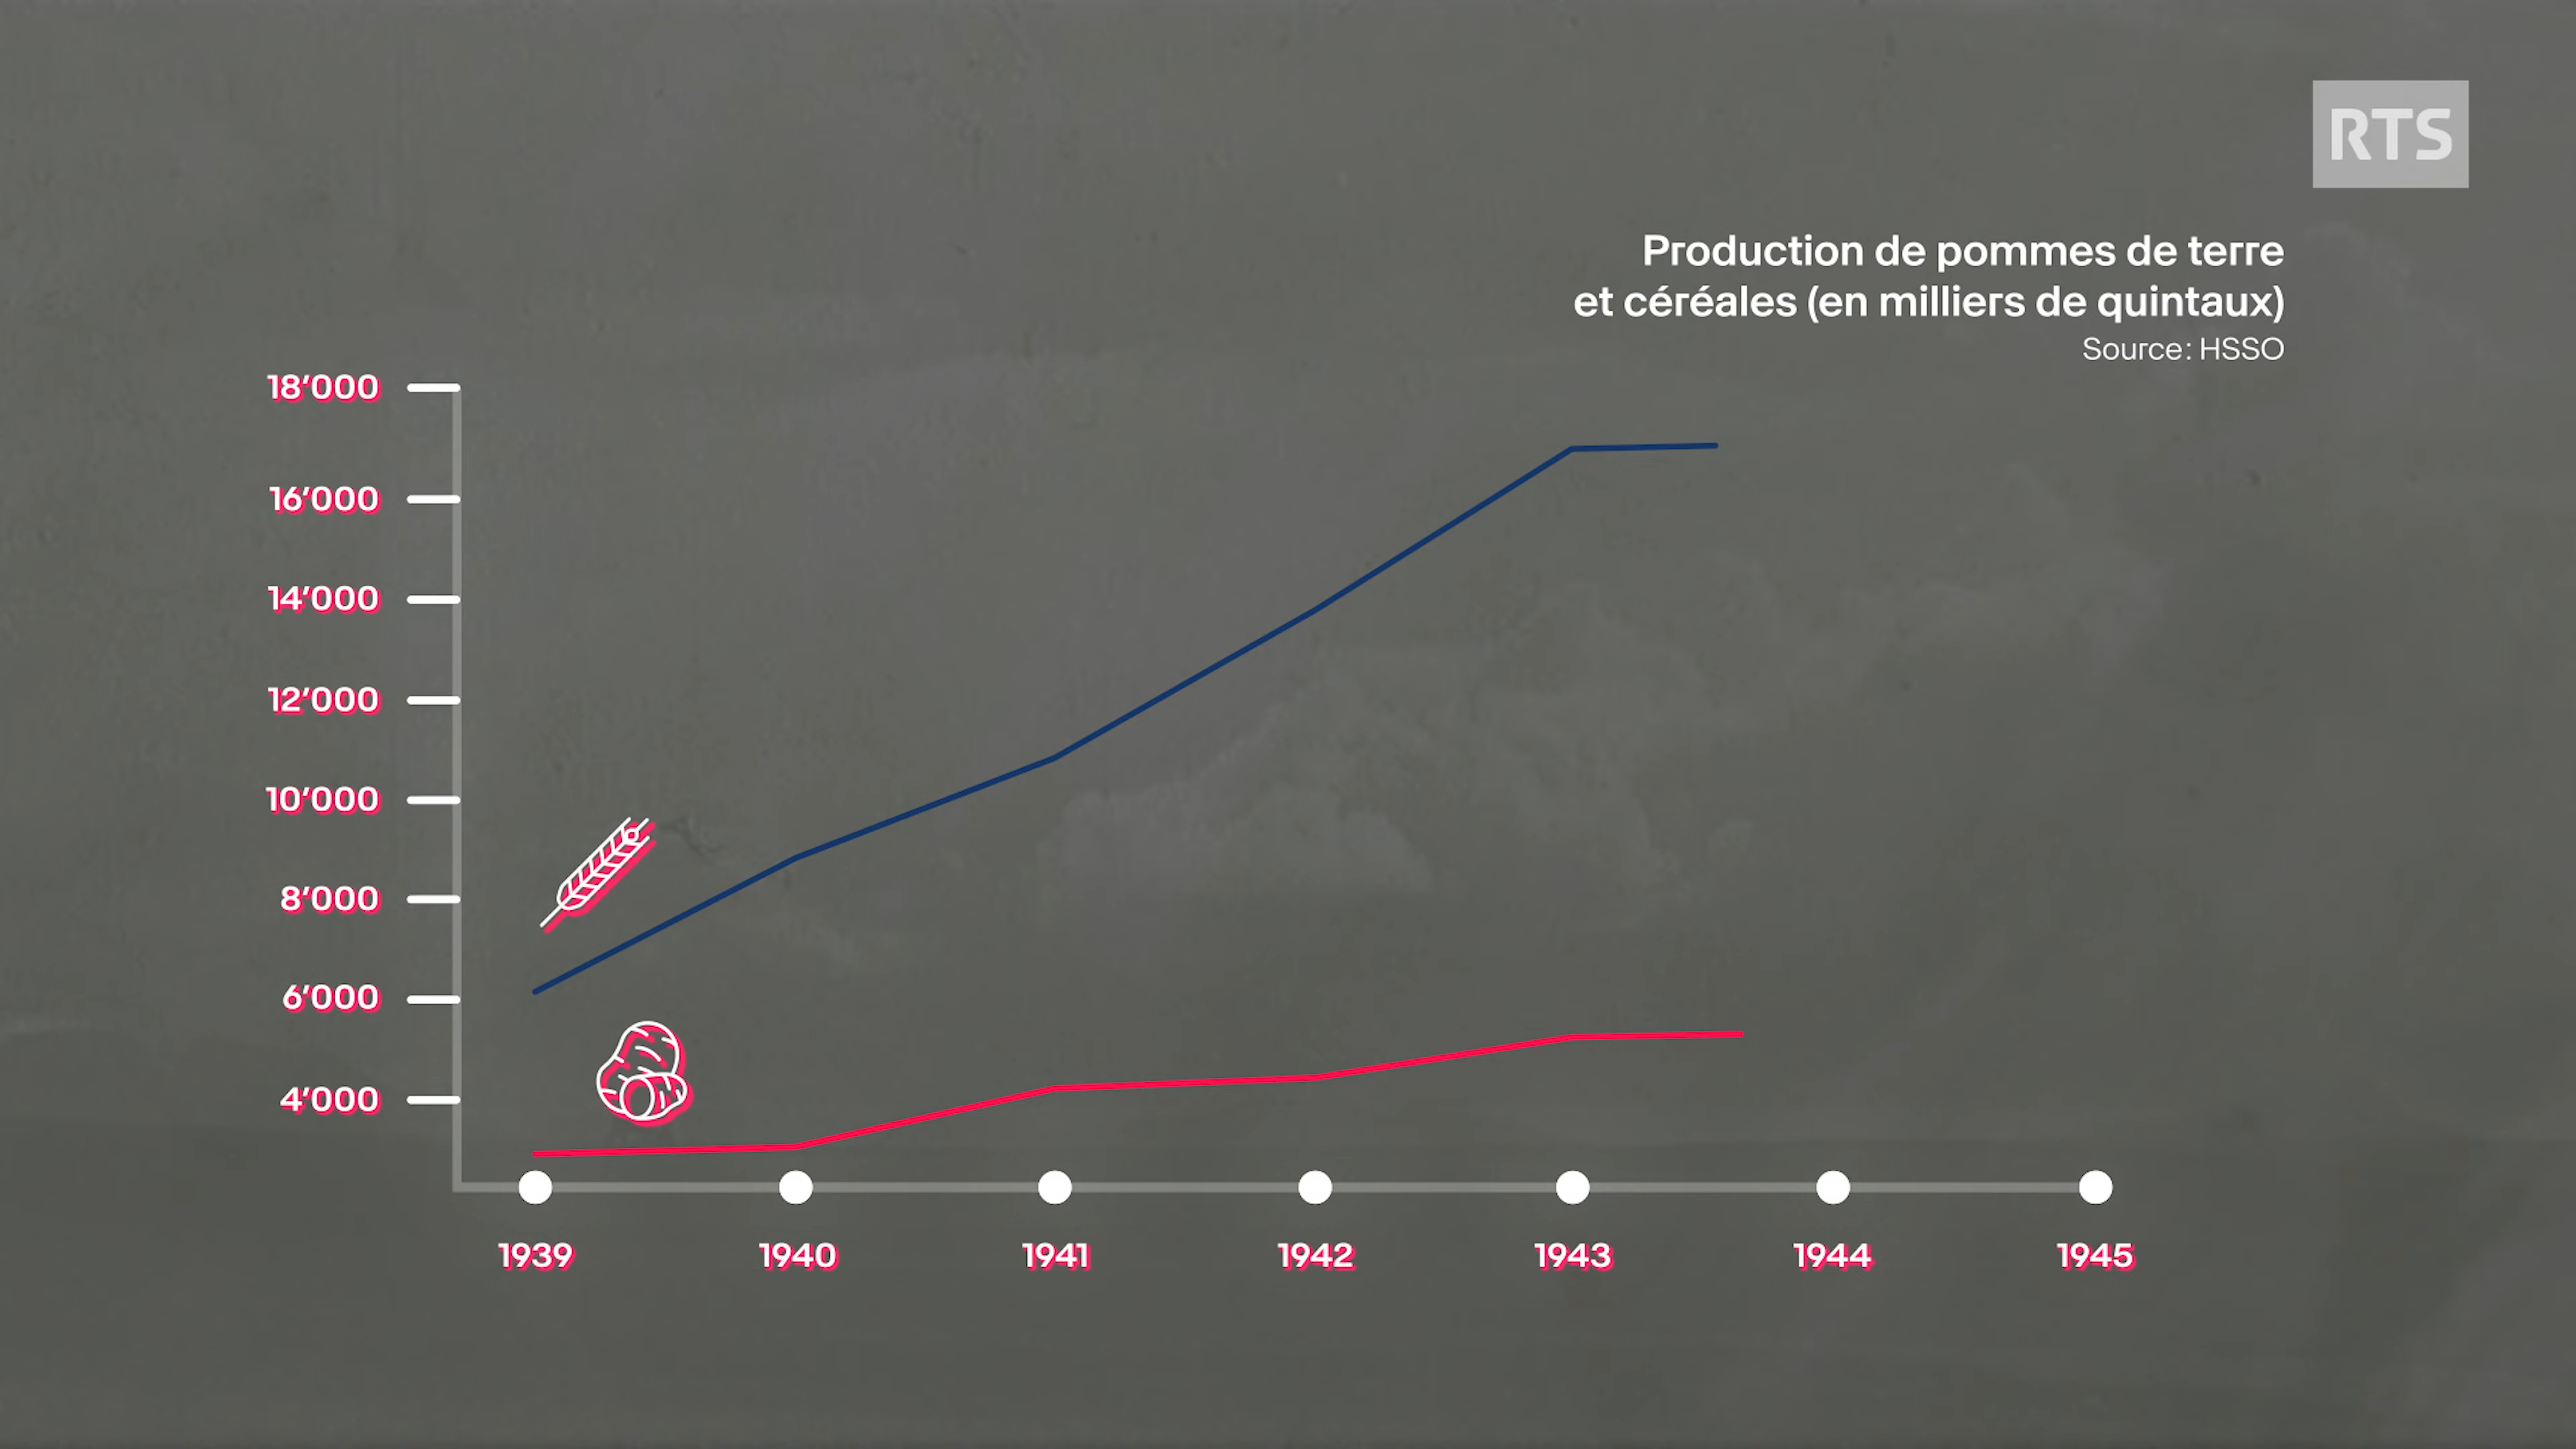 RTS
Production de pommes de terre
et céréales (en milliers de quintaux)
Source: HSSO
18'000
16'000
14'000
12'000
10'000
8'000
6'000
4'000
1939 1940 1941 1942 1943 1944 1945